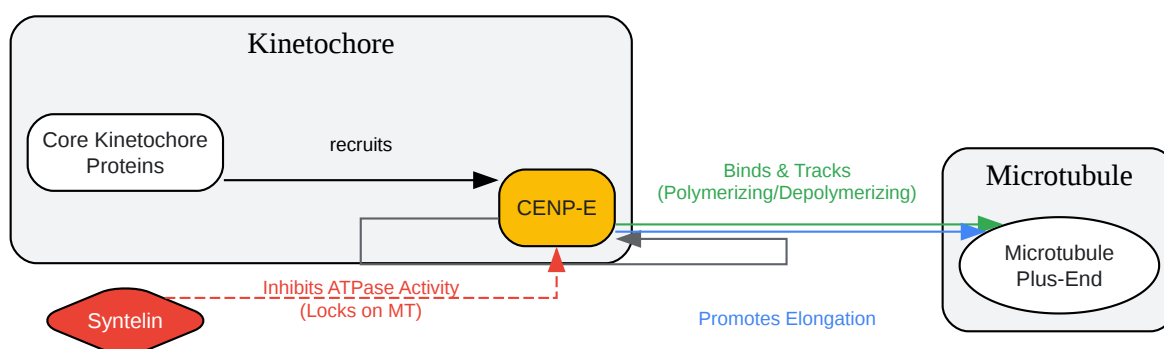 Kinetochore
Core Kinetochore
Proteins
recruits
CENP-E
Binds & Tracks
(Polymerizing/Depolymerizing)
Microtubule
Microtubule
Plus-End
Inhibits ATPase Activity
(Locks on MT)
Syntelin
Promotes Elongation